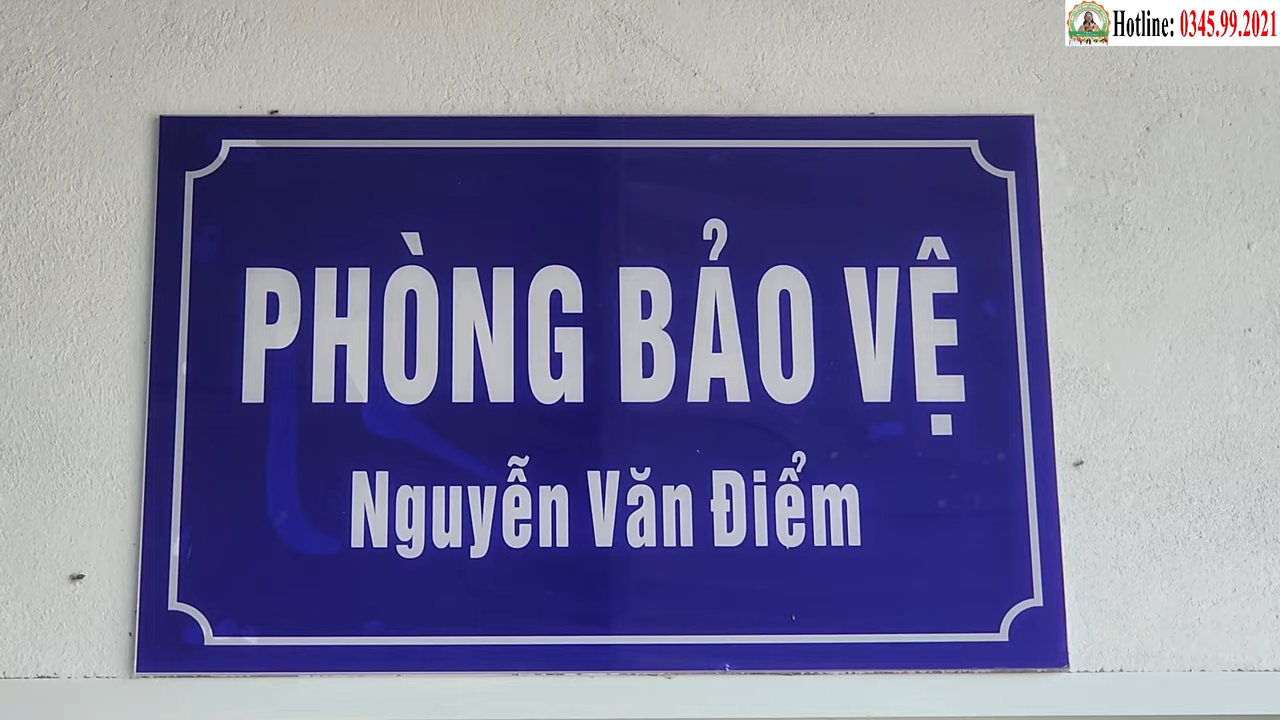 Hotline: 0345.99.2021
PHÒNG BẢO VỆ
Nguyễn Văn Điểm